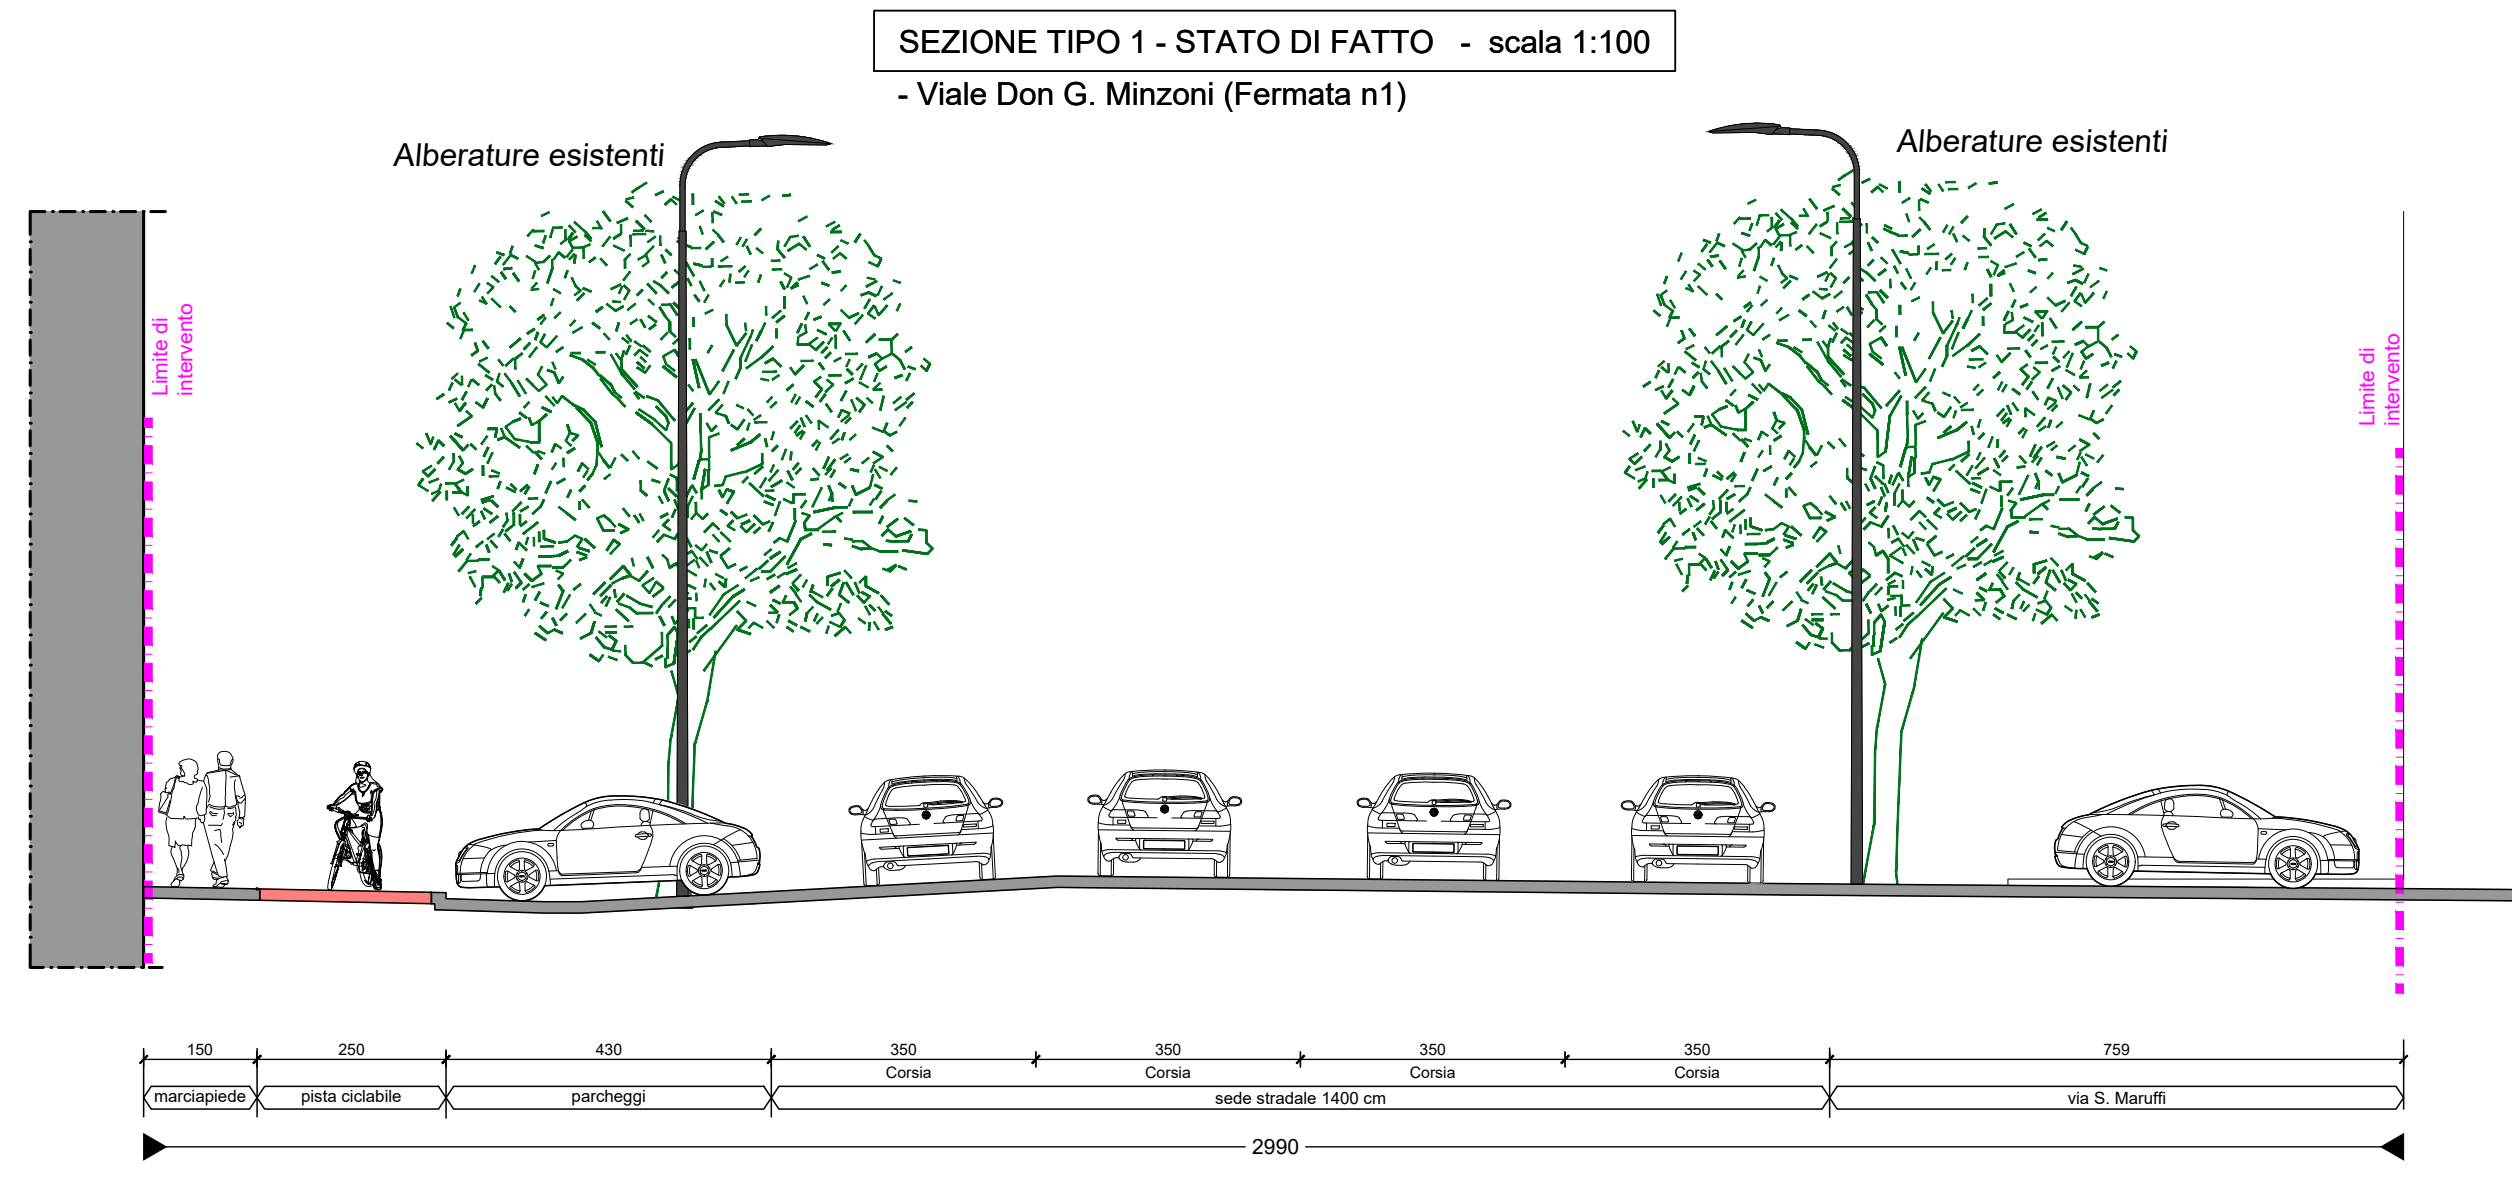 SEZIONE TIPO 1 - STATO DI FATTO - scala 1:100
- Viale Don G. Minzoni (Fermata n1)
Alberature esistenti
Alberature esistenti
Limite di
intervento
Limite di
intervento
150
250
430
350
350
350
350
759
Corsia
Corsia
Corsia
Corsia
marciapiede
pista ciclabile
parcheggi
sede stradale 1400 cm
via S. Maruffi
2990